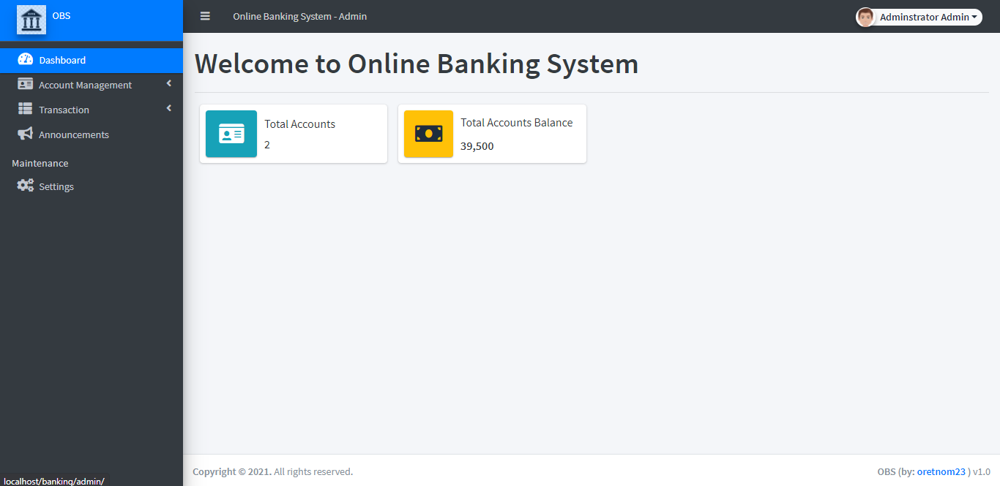 OBS
Online Banking System - Admin
Adminstrator Admin
Dashboard
Account Management
Transaction
Announcements
Maintenance
Settings
Welcome to Online Banking System
Total Accounts
2
Total Accounts Balance
39,500
Copyright © 2021. All rights reserved.
OBS (by: oretnom23 ) v1.0
localhost/banking/admin/